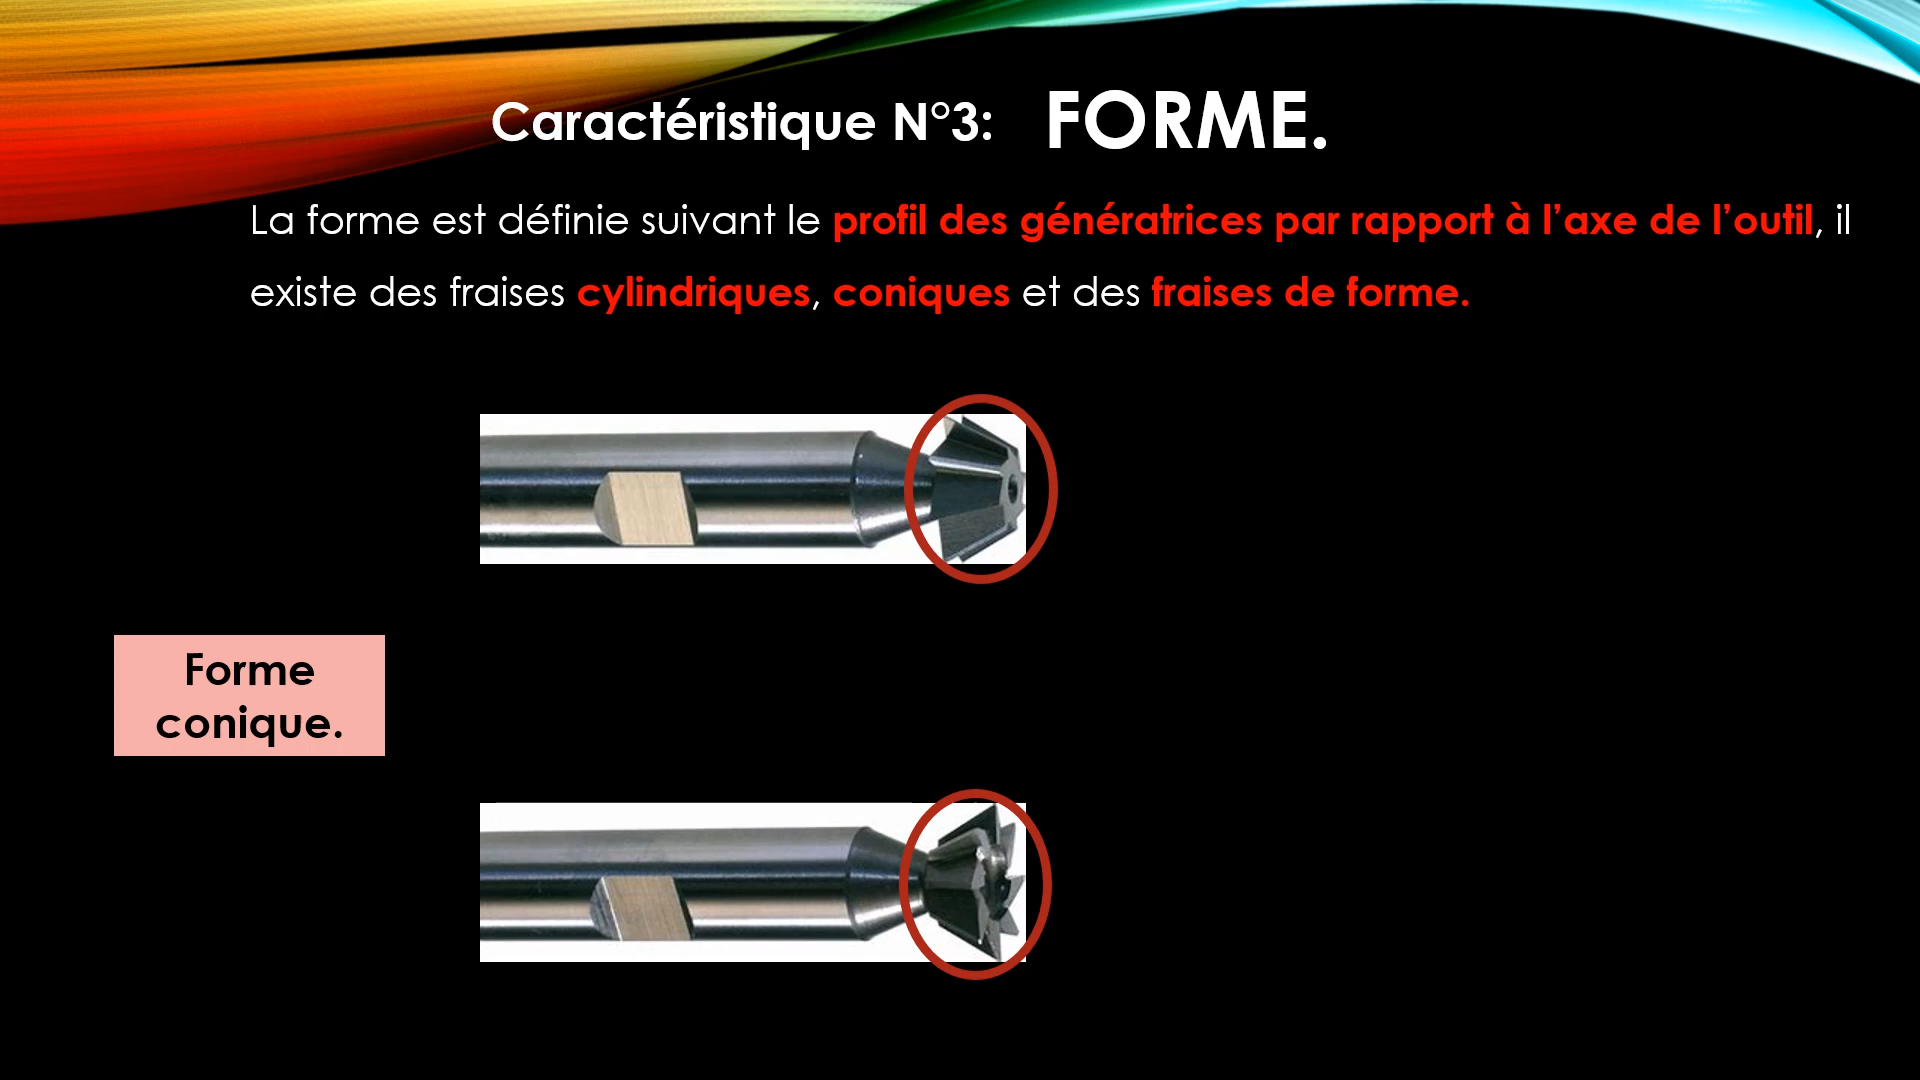 Caractéristique N°3: FORME.
La forme est définie suivant le profil des génératrices par rapport à l’axe de l’outil, il
existe des fraises cylindriques, coniques et des fraises de forme.
Forme
conique.